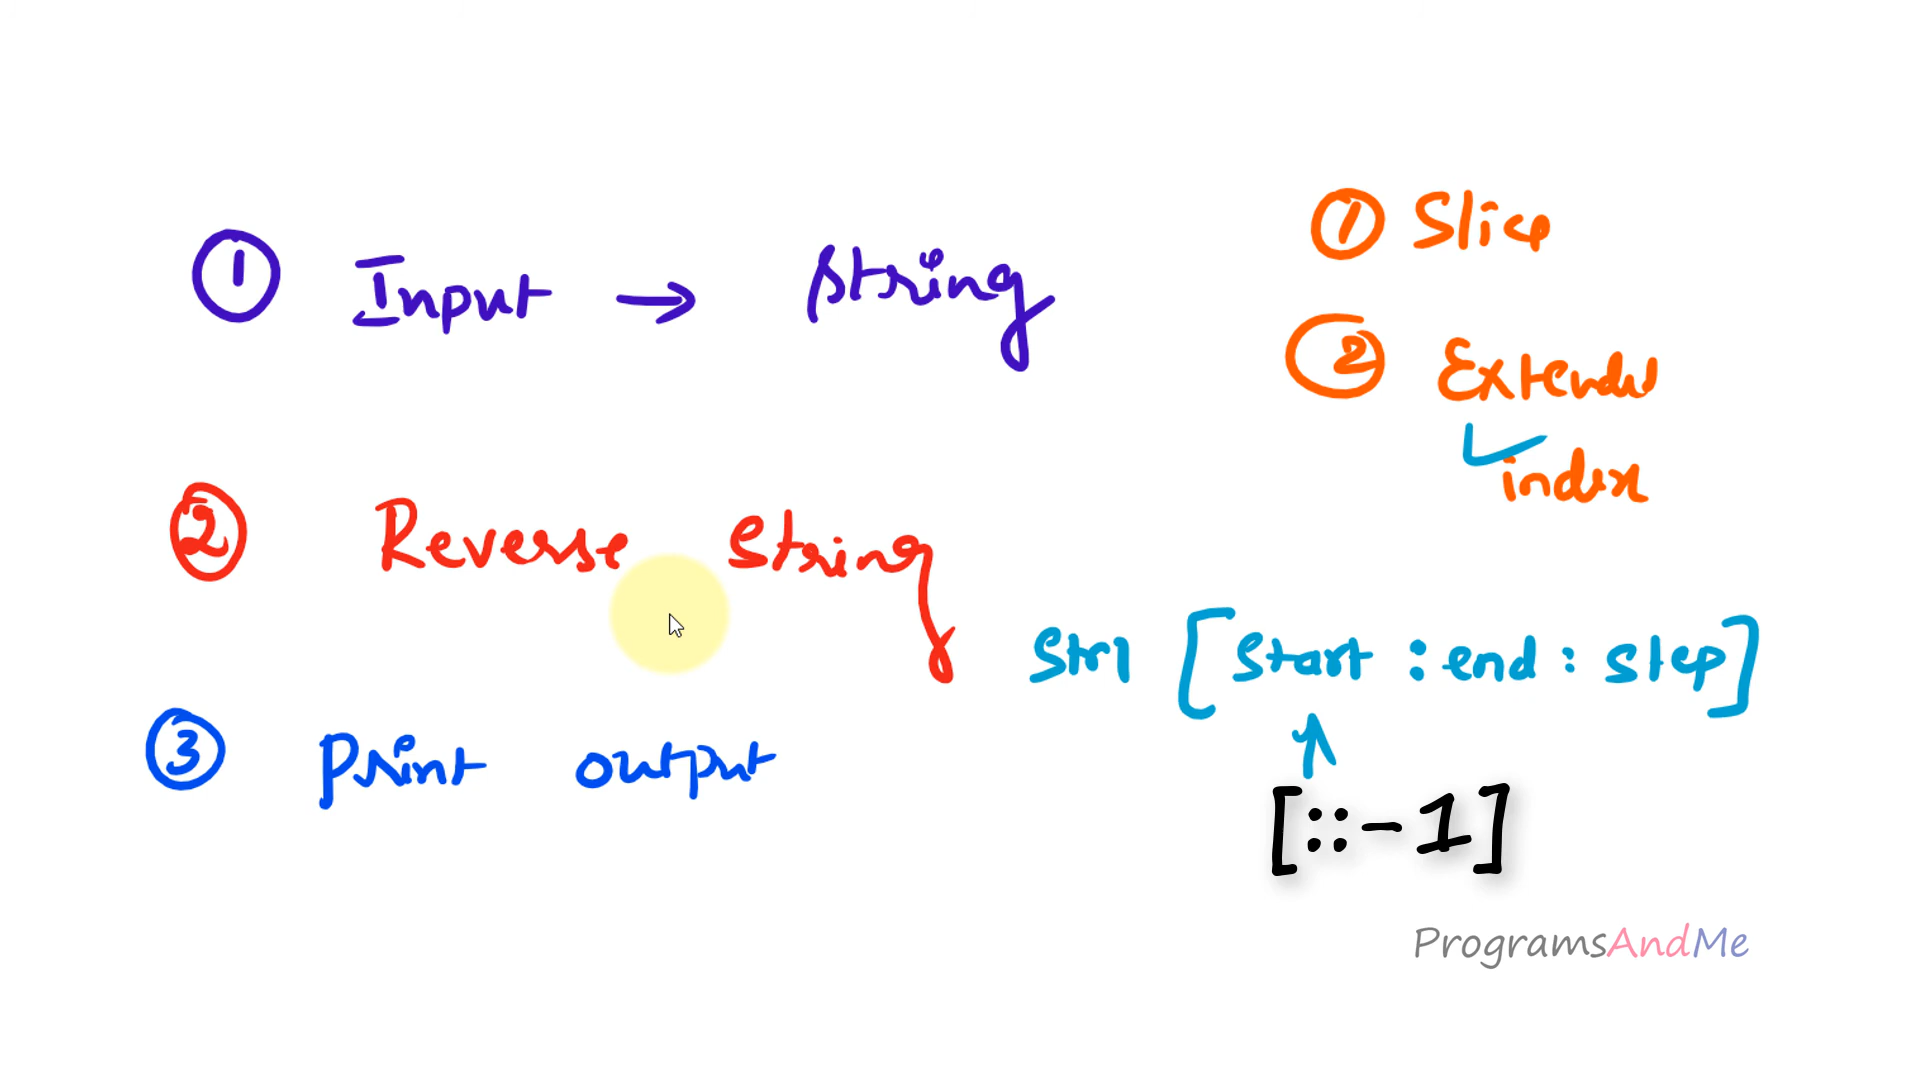 ① Input → string
② Reverse string
③ print output
① Slice
② Extended
index
str1 [start : end : step]
[::-1]
ProgramsAndMe